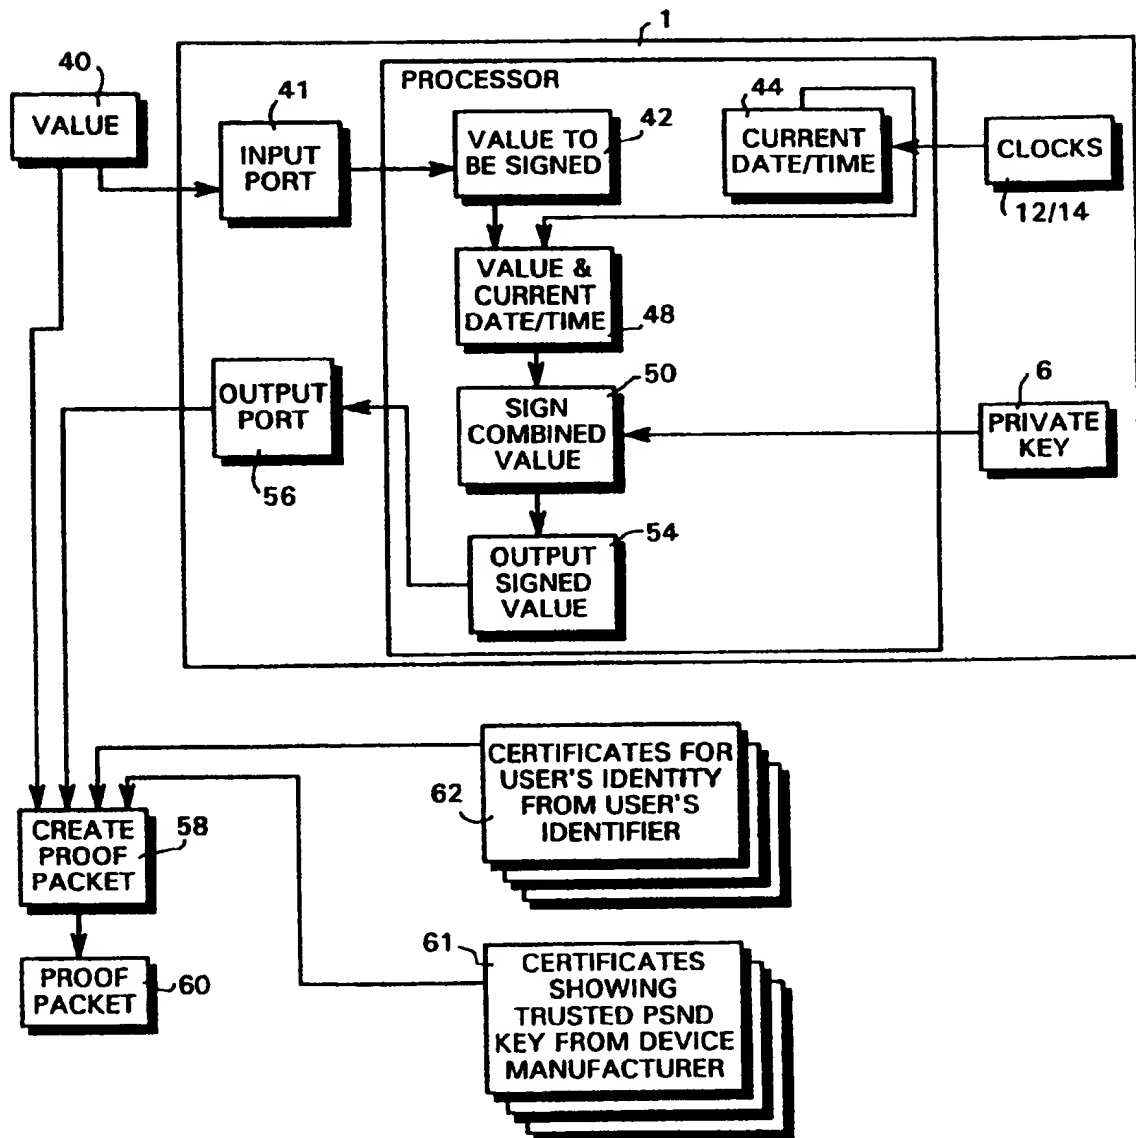 1
40
VALUE
41
INPUT
PORT
PROCESSOR
42
VALUE TO
BE SIGNED
44
CURRENT
DATE/TIME
CLOCKS
12/14
VALUE &
CURRENT
DATE/TIME
48
50
SIGN
COMBINED
VALUE
6
PRIVATE
KEY
OUTPUT
PORT
56
54
OUTPUT
SIGNED
VALUE
CERTIFICATES FOR
USER'S IDENTITY
FROM USER'S
IDENTIFIER
62
CREATE
PROOF
PACKET
58
PROOF
PACKET
60
61
CERTIFICATES
SHOWING
TRUSTED PSND
KEY FROM DEVICE
MANUFACTURER